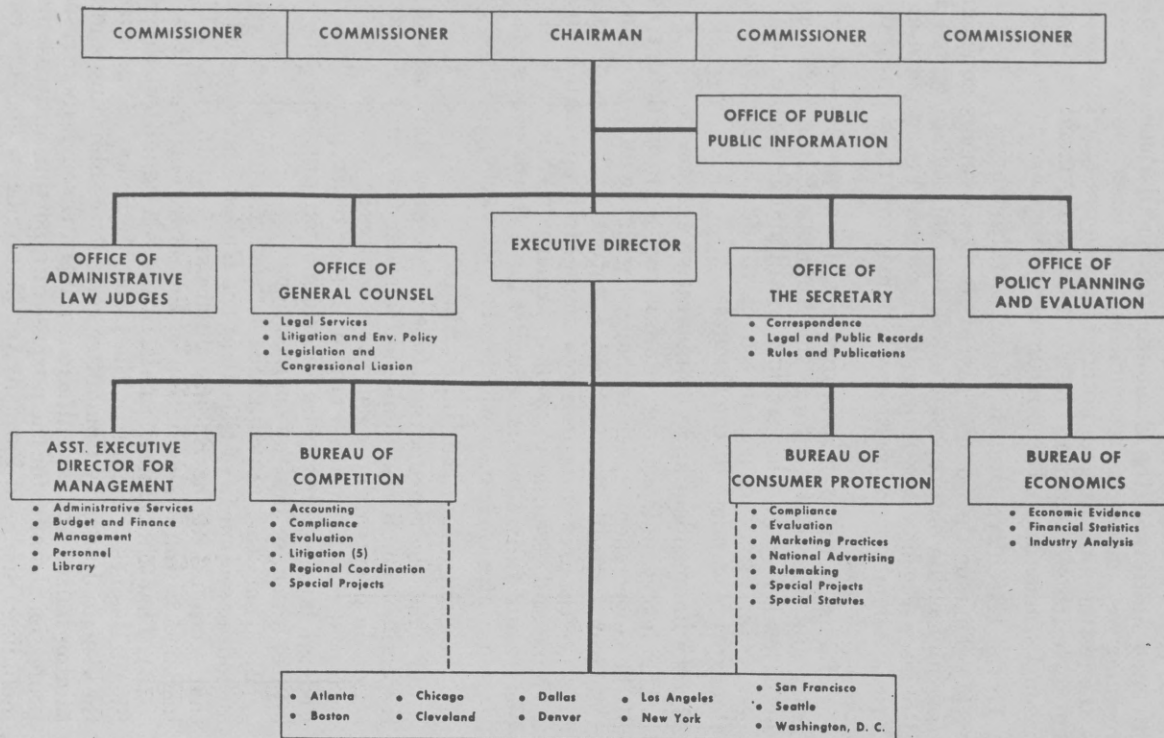 COMMISSIONER
COMMISSIONER
CHAIRMAN
COMMISSIONER
COMMISSIONER
OFFICE OF PUBLIC
PUBLIC INFORMATION
OFFICE OF
ADMINISTRATIVE
LAW JUDGES
OFFICE OF
GENERAL COUNSEL
• Legal Services
• Litigation and Env. Policy
• Legislation and
Congressional Liasion
EXECUTIVE DIRECTOR
OFFICE OF
THE SECRETARY
• Correspondence
• Legal and Public Records
• Rules and Publications
OFFICE OF
POLICY PLANNING
AND EVALUATION
ASST. EXECUTIVE
DIRECTOR FOR
MANAGEMENT
• Administrative Services
• Budget and Finance
• Management
• Personnel
• Library
BUREAU OF
COMPETITION
• Accounting
• Compliance
• Evaluation
• Litigation (5)
• Regional Coordination
• Special Projects
BUREAU OF
CONSUMER PROTECTION
• Compliance
• Evaluation
• Marketing Practices
• National Advertising
• Rulemaking
• Special Projects
• Special Statutes
BUREAU OF
ECONOMICS
• Economic Evidence
• Financial Statistics
• Industry Analysis
• Atlanta
• Boston
• Chicago
• Cleveland
• Dallas
• Denver
• Los Angeles
• New York
• San Francisco
• Seattle
• Washington, D. C.